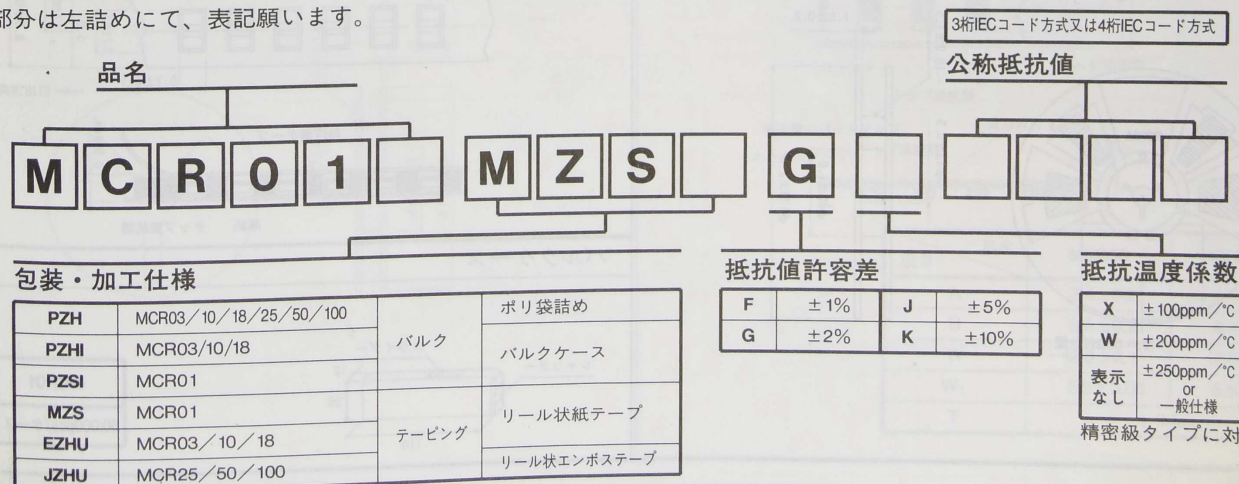 部分は左詰めにて、表記願います。
3桁IECコード方式又は4桁IECコード方式
品名
公称抵抗値
MCR01 MZS G
包装・加工仕様
PZH MCR03/10/18/25/50/100 バルク ポリ袋詰め
PZHI MCR03/10/18 バルクケース
PZSI MCR01
MZS MCR01 テーピング リール状紙テープ
EZHU MCR03/10/18
JZHU MCR25/50/100 リール状エンボステープ
抵抗値許容差
F ±1% J ±5%
G ±2% K ±10%
抵抗温度係数
X ±100ppm/℃
W ±200ppm/℃
表示なし ±250ppm/℃ or 一般仕様
精密級タイプに対